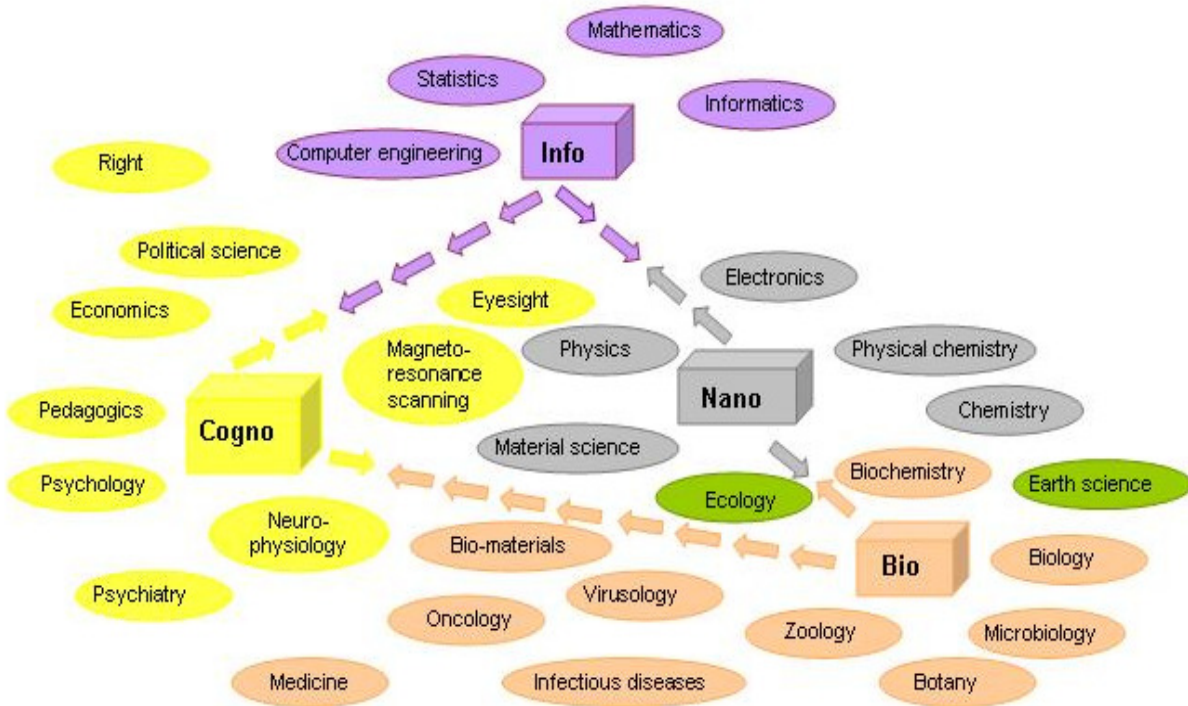 Mathematics
Statistics
Informatics
Info
Computer engineering
Right
Political science
Electronics
Economics
Eyesight
Physics
Physical chemistry
Magneto-
resonance
scanning
Nano
Pedagogics
Chemistry
Cogno
Material science
Biochemistry
Psychology
Earth science
Ecology
Neuro-
physiology
Bio-materials
Bio
Biology
Psychiatry
Virusology
Oncology
Zoology
Microbiology
Medicine
Infectious diseases
Botany